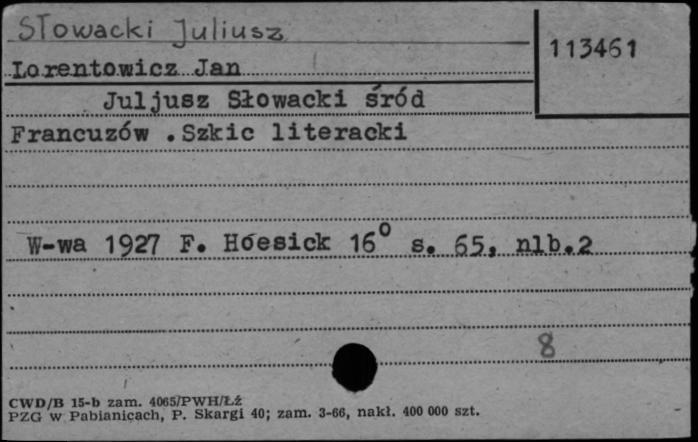 Słowacki Juliusz
113461
Lorentowicz Jan
Juljusz Słowacki śród
Francuzów .Szkic literacki
W-wa 1927 F. Hóesick 16° s. 65, nlb.2
8
CWD/B 15-b zam. 4065/PWH/Łź
PZG w Pabianicach, P. Skargi 40; zam. 3-66, nakł. 400 000 szt.